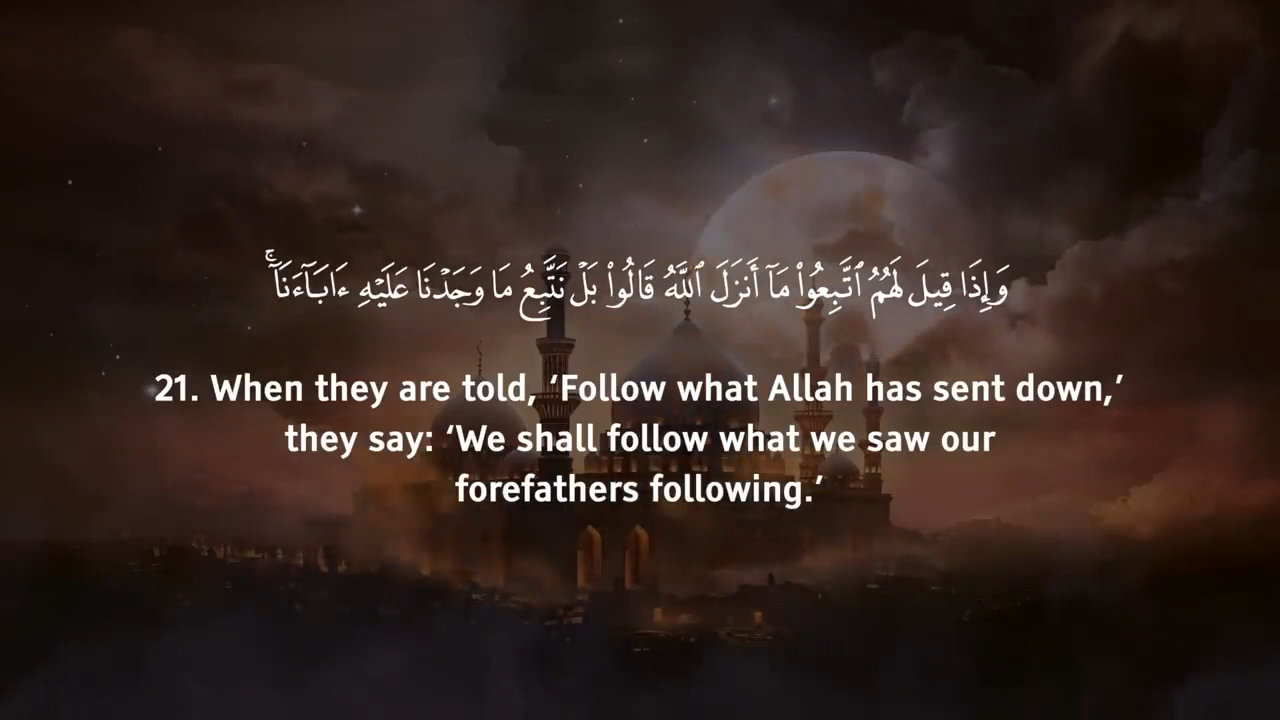 وَإِذَا قِيلَ لَهُمُ ٱتَّبِعُوا۟ مَآ أَنزَلَ ٱللَّهُ قَالُوا۟ بَلْ نَتَّبِعُ مَا وَجَدْنَا عَلَيْهِ ءَابَآءَنَآ ۚ
21. When they are told, ‘Follow what Allah has sent down,’
they say: ‘We shall follow what we saw our
forefathers following.’